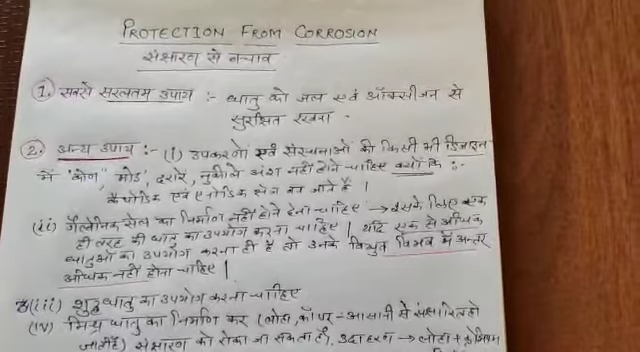 PROTECTION FROM CORROSION
संक्षारण से बचाव
1. सबसे सरलतम उपाय :- धातु को जल एवं ऑक्सीजन से
सुरक्षित रखना -
2. अन्य उपाय :- (i) उपकरणों एवं संरचनाओं की किसी भी डिजाइन
में 'कोण', मोड़', दरारें, नुकीले अंश नहीं होने चाहिए क्यों कि :-
कैथोडिक एवं एनोडिक क्षेत्र बन जाते हैं।
(ii) गैल्वेनिक सेल का निर्माण नहीं होने देना चाहिए → इसके लिए एक
ही तरह की धातु का उपयोग करना चाहिए। यदि एक से अधिक
धातुओं का उपयोग करना ही है तो उनके विद्युत विभव में अन्तर
अधिक नहीं होना चाहिए।
(iii) शुद्ध धातु का उपयोग करना चाहिए
(iv) मिश्र धातु का निर्माण कर (लोहा, कॉपर - आसानी से संक्षारित हो
जाते हैं) संक्षारण को रोका जा सकता है, उदाहरण → लोहा + क्रोमियम